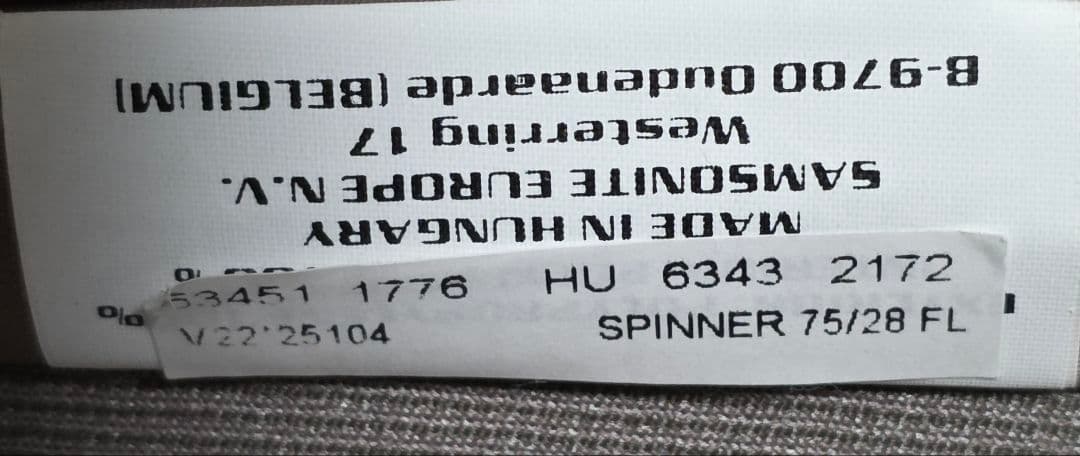 MADE IN HUNGARY
SAMSONITE EUROPE N.V.
Westerring 17
B-9700 Oudenaarde (BELGIUM)
53451 1776 HU 6343 2172
V22'25104 SPINNER 75/28 FL